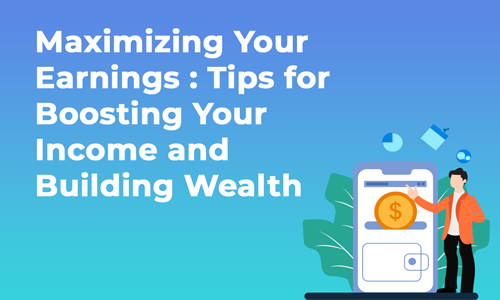 Maximizing Your
Earnings : Tips for
Boosting Your
Income and
Building Wealth
$